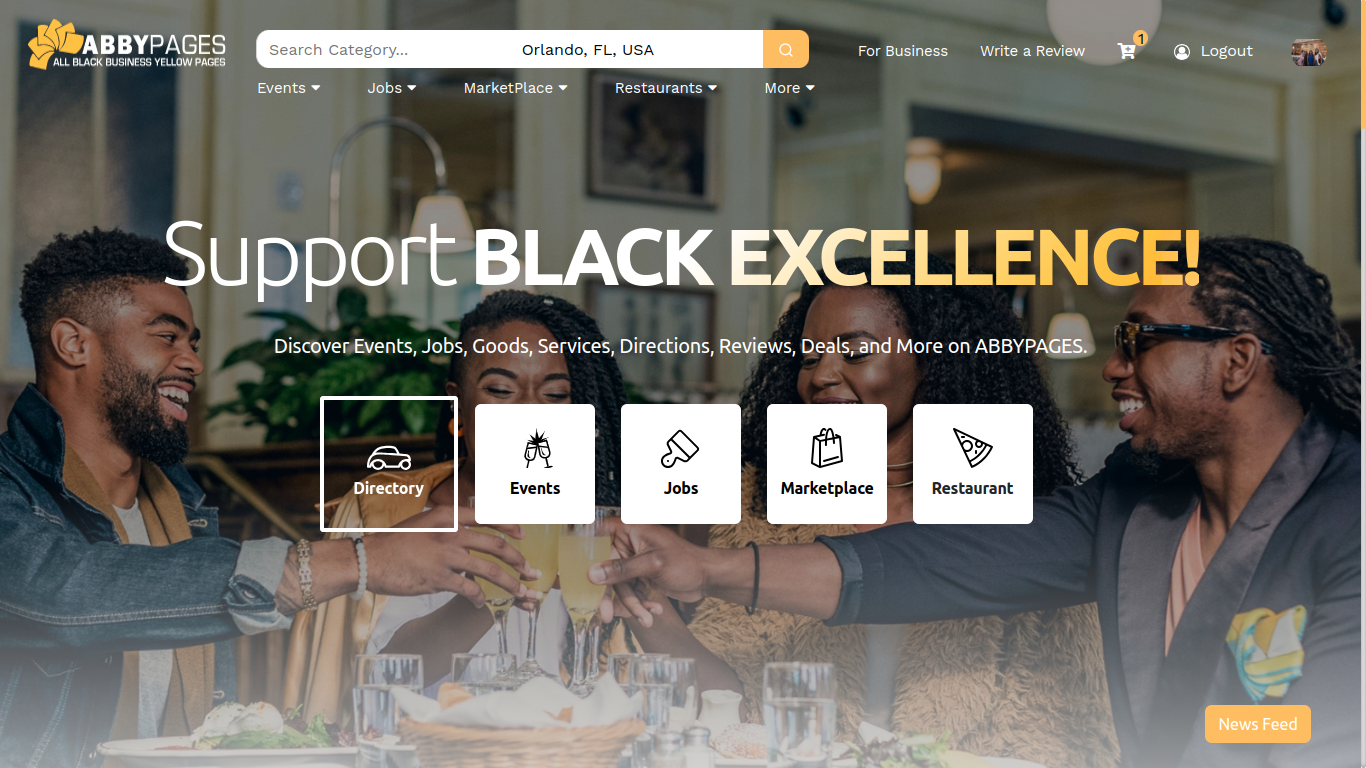 ABBYPAGES
ALL BLACK BUSINESS YELLOW PAGES
Search Category...
Orlando, FL, USA
For Business
Write a Review
1
Logout
Events
Jobs
MarketPlace
Restaurants
More
Support BLACK EXCELLENCE!
Discover Events, Jobs, Goods, Services, Directions, Reviews, Deals, and More on ABBYPAGES.
Directory
Events
Jobs
Marketplace
Restaurant
News Feed